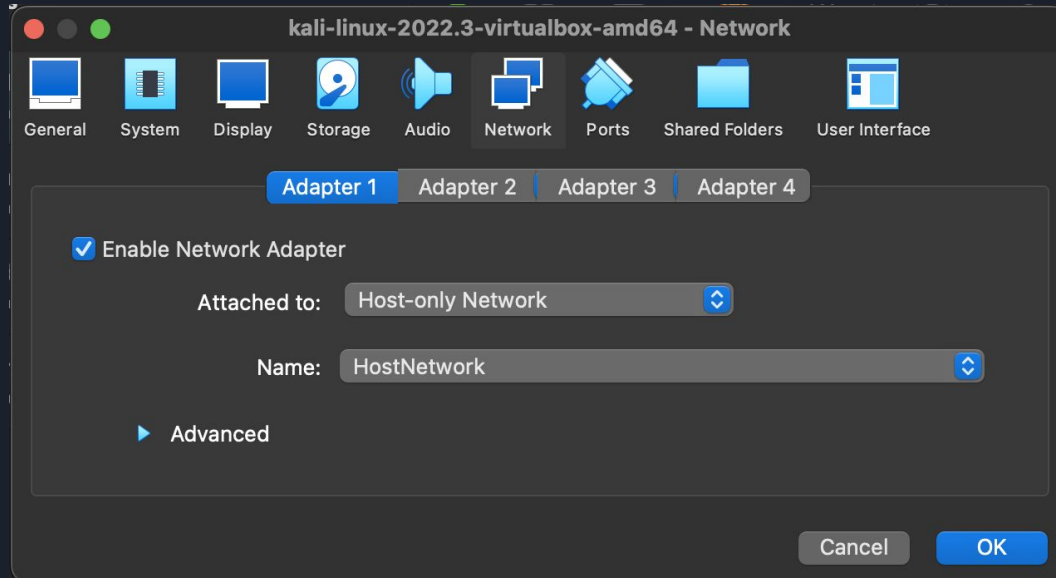 kali-linux-2022.3-virtualbox-amd64 - Network
General System Display Storage Audio Network Ports Shared Folders User Interface
Adapter 1 Adapter 2 Adapter 3 Adapter 4
Enable Network Adapter
Attached to: Host-only Network
Name: HostNetwork
Advanced
Cancel OK